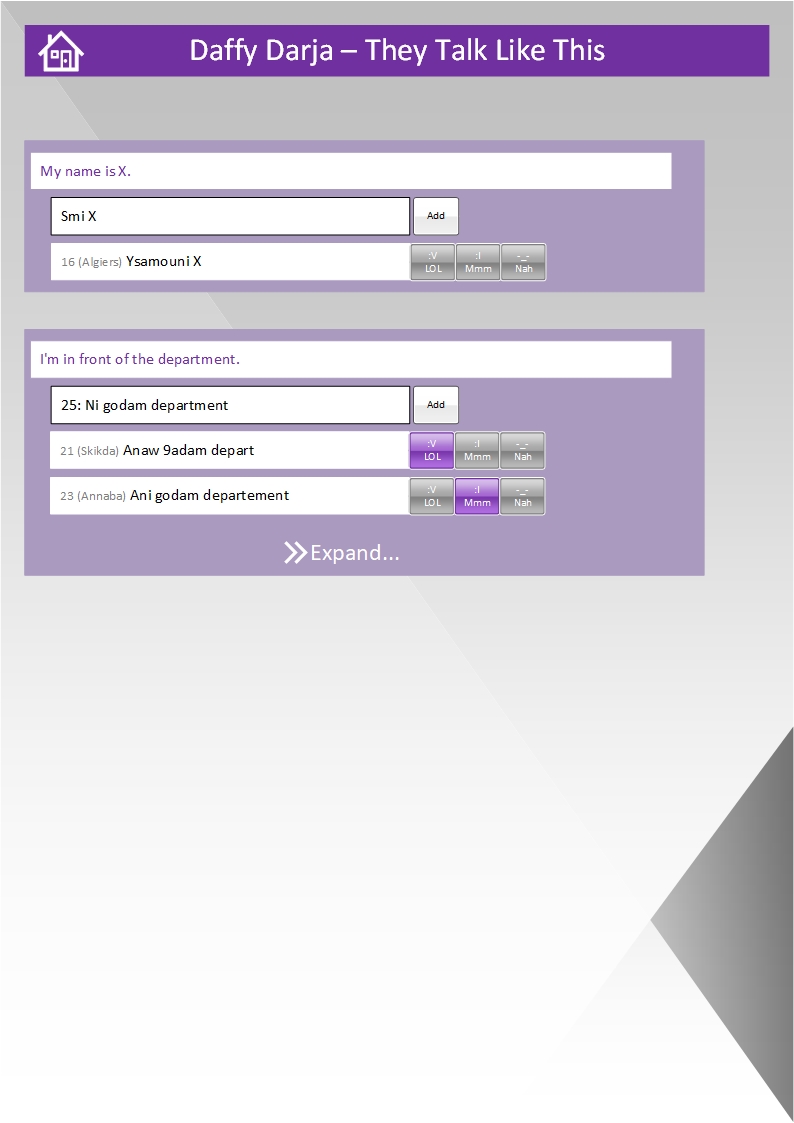 Daffy Darja – They Talk Like This
My name is X.
Smi X
Add
16 (Algiers) Ysamouni X
:V
LOL
:I
Mmm
-_-
Nah
I'm in front of the department.
25: Ni godam department
Add
21 (Skikda) Anaw 9adam depart
:V
LOL
:I
Mmm
-_-
Nah
23 (Annaba) Ani godam departement
:V
LOL
:I
Mmm
-_-
Nah
Expand...